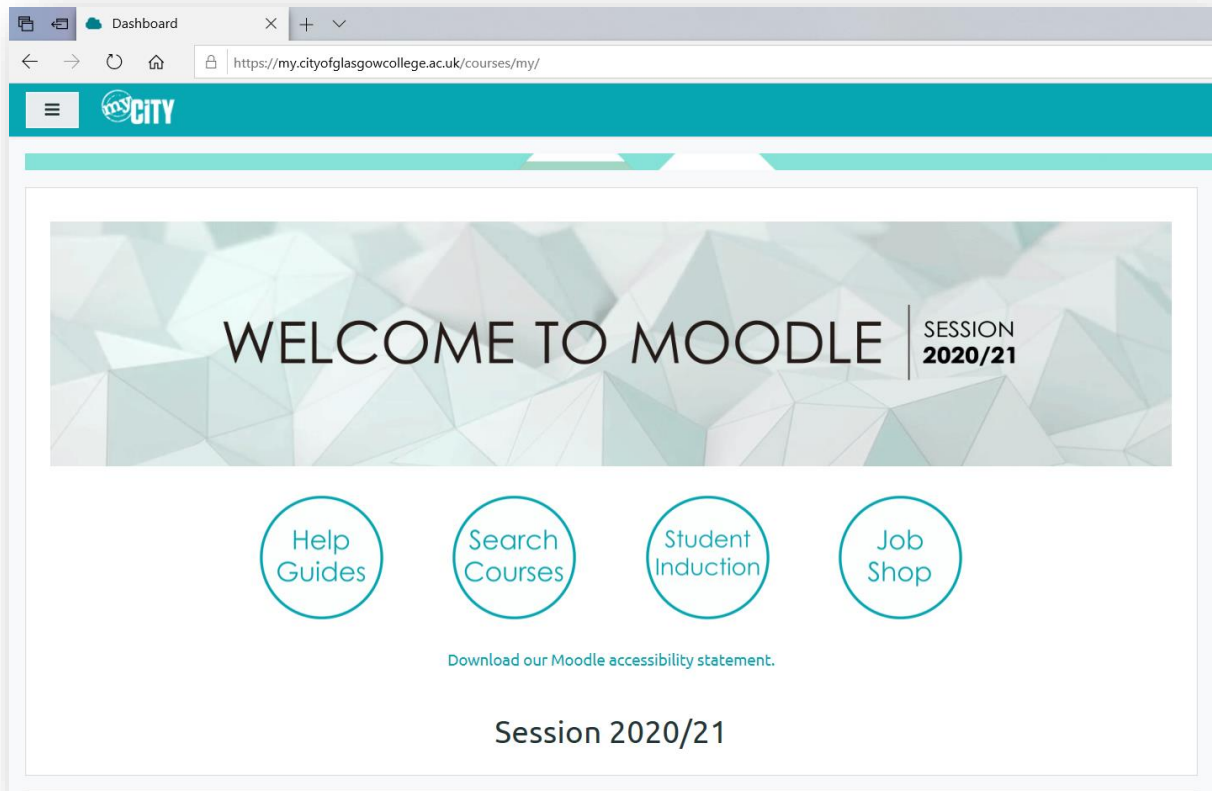 Dashboard
https://my.cityofglasgowcollege.ac.uk/courses/my/
myCiTY
WELCOME TO MOODLE
SESSION
2020/21
Help
Guides
Search
Courses
Student
Induction
Job
Shop
Download our Moodle accessibility statement.
Session 2020/21